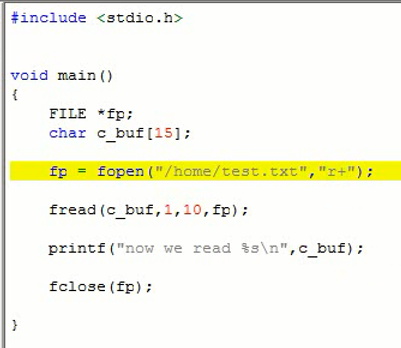 #include <stdio.h>
void main()
{
FILE *fp;
char c_buf[15];
fp = fopen("/home/test.txt","r+");
fread(c_buf,1,10,fp);
printf("now we read %s\n",c_buf);
fclose(fp);
}